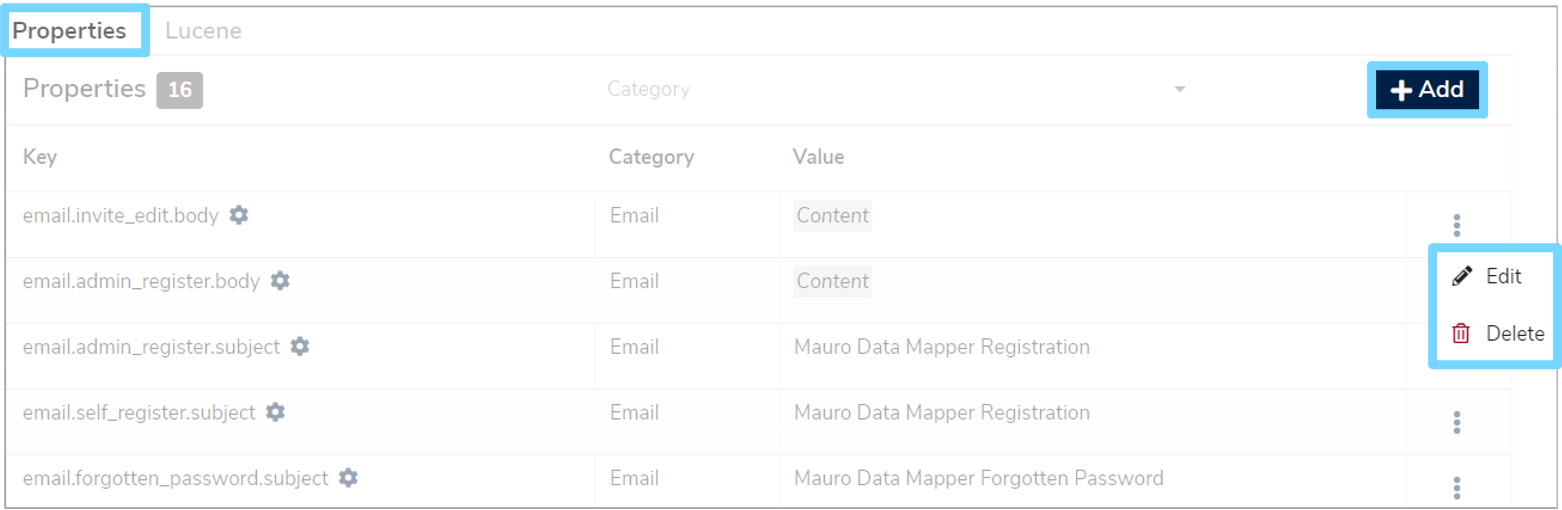 Properties Lucene
Properties 16 Category Add
Key Category Value
email.invite_edit.body Email Content
email.admin_register.body Email Content
Edit
email.admin_register.subject Email Mauro Data Mapper Registration
Delete
email.self_register.subject Email Mauro Data Mapper Registration
email.forgotten_password.subject Email Mauro Data Mapper Forgotten Password